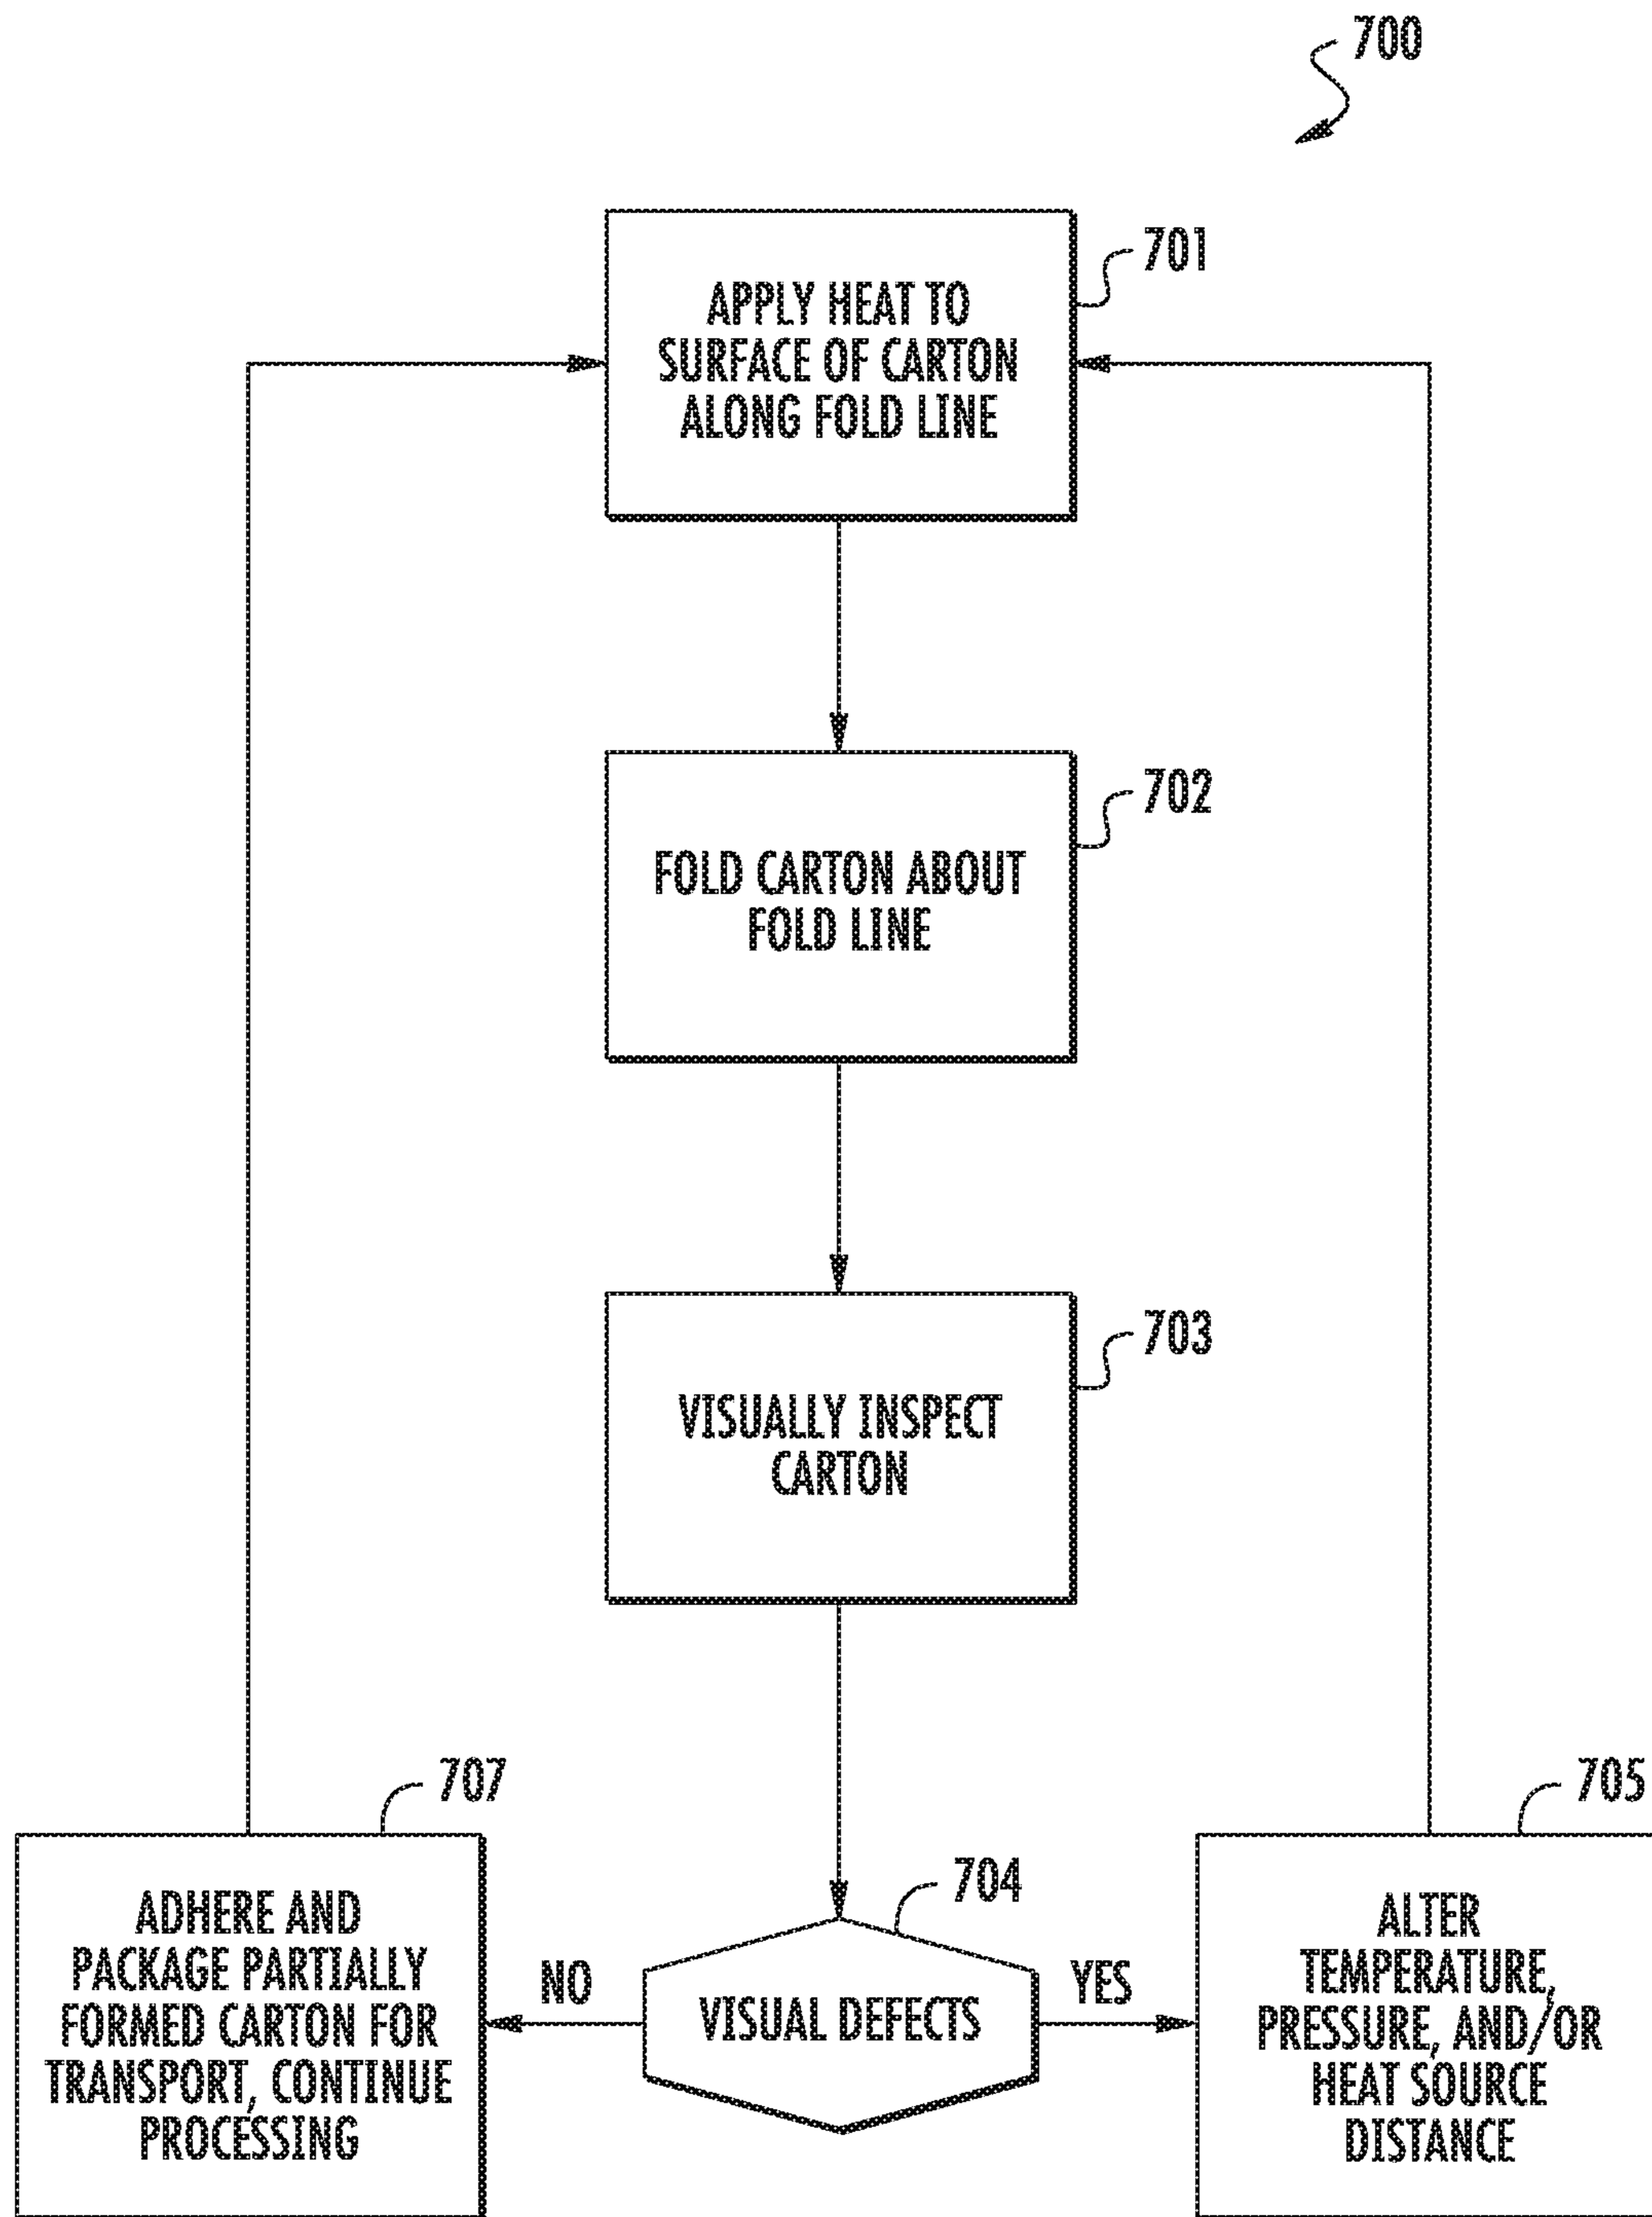 700
701
APPLY HEAT TO
SURFACE OF CARTON
ALONG FOLD LINE
702
FOLD CARTON ABOUT
FOLD LINE
703
VISUALLY INSPECT
CARTON
707
ADHERE AND
PACKAGE PARTIALLY
FORMED CARTON FOR
TRANSPORT, CONTINUE
PROCESSING
NO
704
VISUAL DEFECTS
YES
705
ALTER
TEMPERATURE,
PRESSURE, AND/OR
HEAT SOURCE
DISTANCE